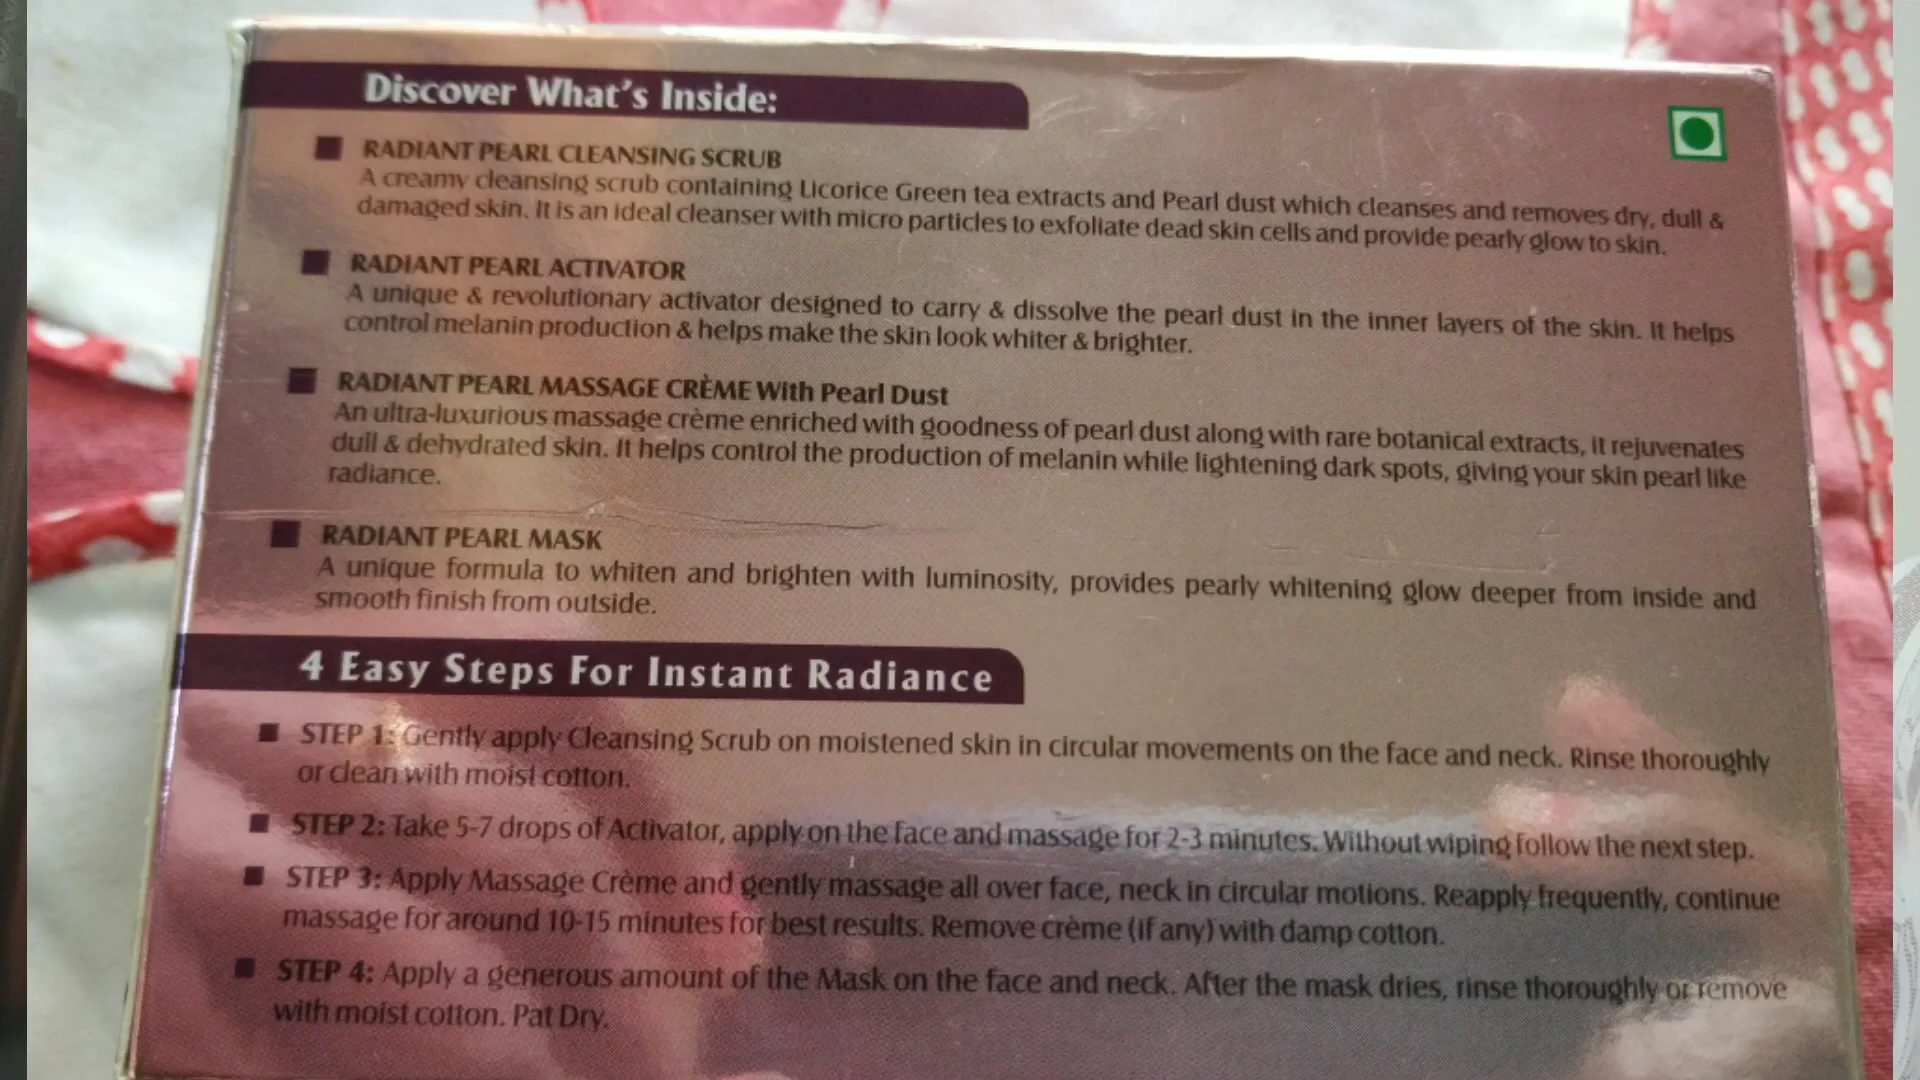 Discover What's Inside:
RADIANT PEARL CLEANSING SCRUB
A creamy cleansing scrub containing Licorice Green tea extracts and Pearl dust which cleanses and removes dry, dull &
damaged skin. It is an ideal cleanser with micro particles to exfoliate dead skin cells and provide pearly glow to skin.
RADIANT PEARL ACTIVATOR
A unique & revolutionary activator designed to carry & dissolve the pearl dust in the inner layers of the skin. It helps
control melanin production & helps make the skin look whiter & brighter.
RADIANT PEARL MASSAGE CRÈME With Pearl Dust
An ultra-luxurious massage crème enriched with goodness of pearl dust along with rare botanical extracts, it rejuvenates
dull & dehydrated skin. It helps control the production of melanin while lightening dark spots, giving your skin pearl like
radiance.
RADIANT PEARL MASK
A unique formula to whiten and brighten with luminosity, provides pearly whitening glow deeper from inside and
smooth finish from outside.
4 Easy Steps For Instant Radiance
STEP 1: Gently apply Cleansing Scrub on moistened skin in circular movements on the face and neck. Rinse thoroughly
or clean with moist cotton.
STEP 2: Take 5-7 drops of Activator, apply on the face and massage for 2-3 minutes. Without wiping follow the next step.
STEP 3: Apply Massage Crème and gently massage all over face, neck in circular motions. Reapply frequently, continue
massage for around 10-15 minutes for best results. Remove crème (if any) with damp cotton.
STEP 4: Apply a generous amount of the Mask on the face and neck. After the mask dries, rinse thoroughly or remove
with moist cotton. Pat Dry.